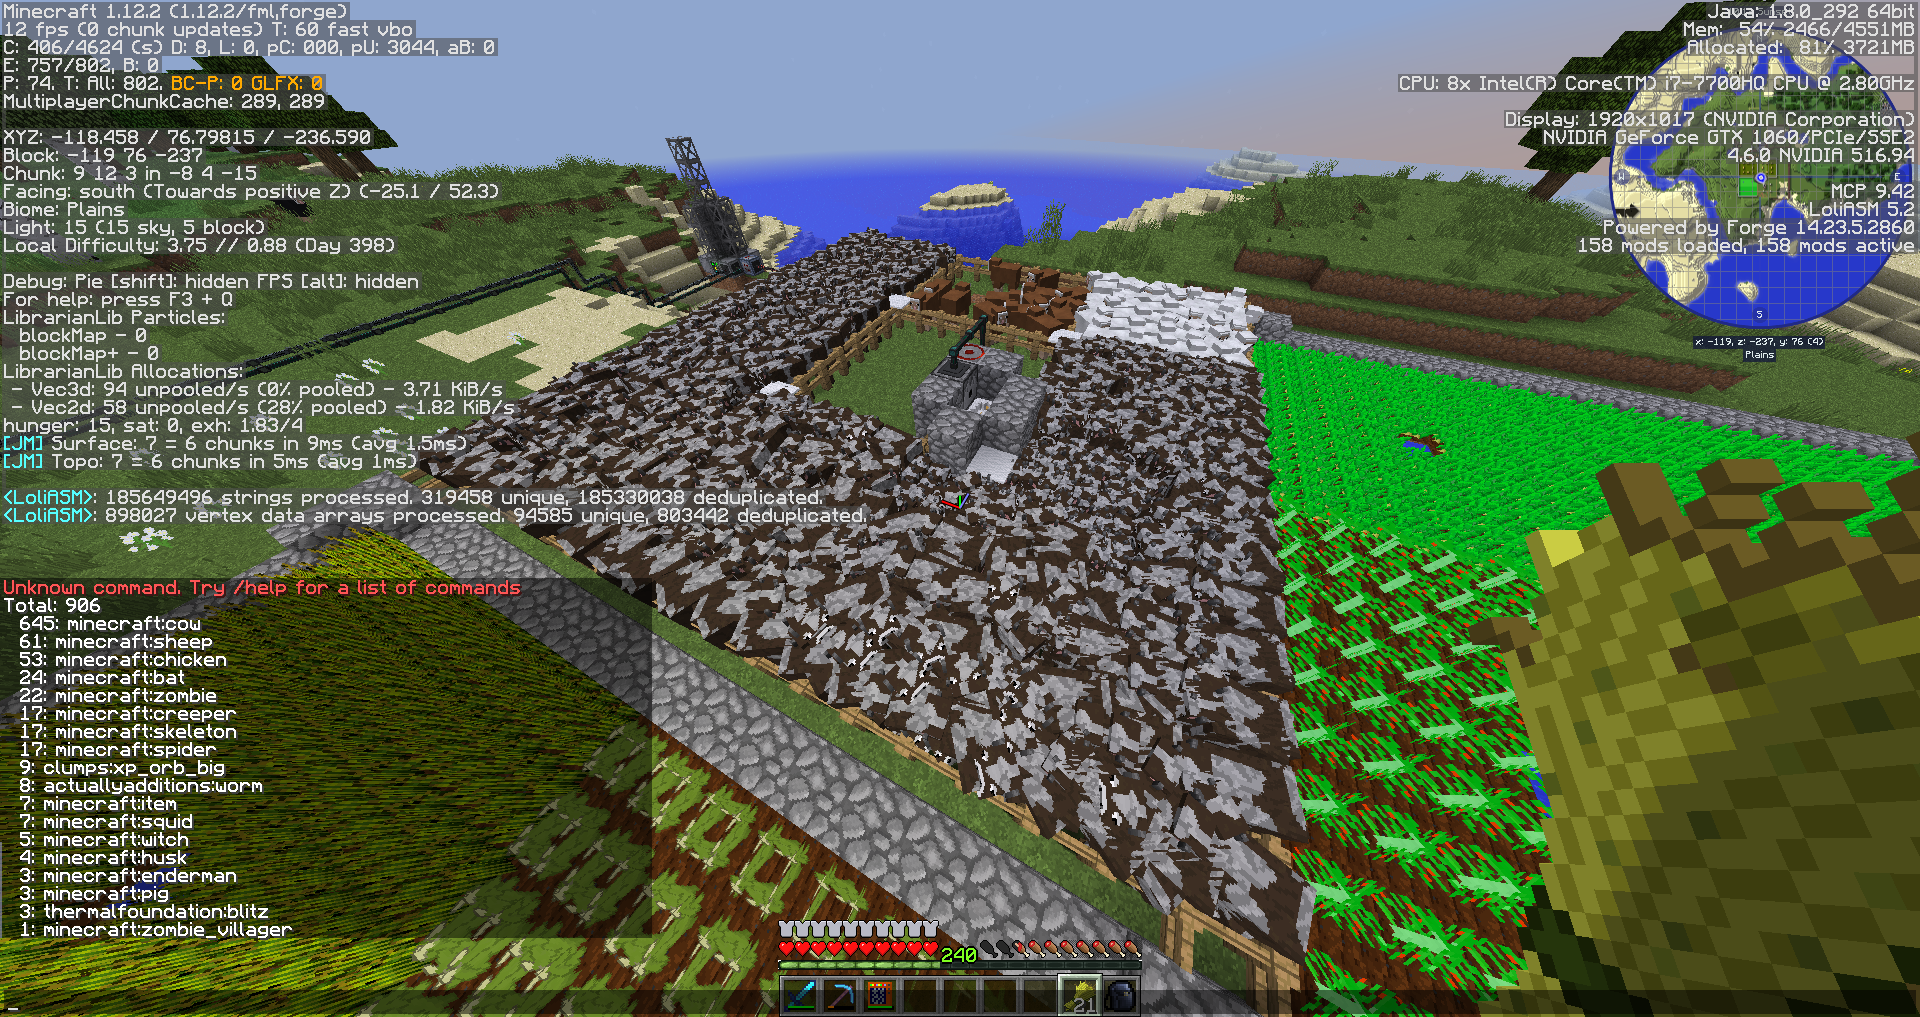 Minecraft 1.12.2 (1.12.2/fml,forge)
12 fps (0 chunk updates) T: 60 fast vbo
C: 406/4624 (s) D: 8, L: 0, pC: 000, pU: 3044, aB: 0
E: 757/802, B: 0
P: 74. T: All: 802. BC-P: 0 GLFX: 0
MultiplayerChunkCache: 289, 289
XYZ: -118.458 / 76.79815 / -236.590
Block: -119 76 -237
Chunk: 9 12 3 in -8 4 -15
Facing: south (Towards positive Z) (-25.1 / 52.3)
Biome: Plains
Light: 15 (15 sky, 5 block)
Local Difficulty: 3.75 // 0.88 (Day 398)
Debug: Pie [shift]: hidden FPS [alt]: hidden
For help: press F3 + Q
LibrarianLib Particles:
blockMap - 0
blockMap+ - 0
LibrarianLib Allocations:
- Vec3d: 94 unpooled/s (0% pooled) - 3.71 KiB/s
- Vec2d: 58 unpooled/s (28% pooled) - 1.82 KiB/s
hunger: 15, sat: 0, exh: 1.83/4
[JM] Surface: 7 = 6 chunks in 9ms (avg 1.5ms)
[JM] Topo: 7 = 6 chunks in 5ms (avg 1ms)
<LoliASM>: 185649496 strings processed. 319458 unique, 185330038 deduplicated.
<LoliASM>: 898027 vertex data arrays processed. 94585 unique, 803442 deduplicated.
Unknown command. Try /help for a list of commands
Total: 906
645: minecraft:cow
61: minecraft:sheep
53: minecraft:chicken
24: minecraft:bat
22: minecraft:zombie
17: minecraft:creeper
17: minecraft:skeleton
17: minecraft:spider
9: clumps:xp_orb_big
8: actuallyadditions:worm
7: minecraft:item
7: minecraft:squid
5: minecraft:witch
4: minecraft:husk
3: minecraft:enderman
3: minecraft:pig
3: thermalfoundation:blitz
1: minecraft:zombie_villager
_
Java: 1.8.0_292 64bit
Mem: 54% 2466/4551MB
Allocated: 81% 3721MB
CPU: 8x Intel(R) Core(TM) i7-7700HQ CPU @ 2.80GHz
Display: 1920x1017 (NVIDIA Corporation)
NVIDIA GeForce GTX 1060/PCIe/SSE2
4.6.0 NVIDIA 516.94
MCP 9.42
LoliASM 5.2
Powered by Forge 14.23.5.2860
158 mods loaded, 158 mods active
W
E
S
x: -119, z: -237, y: 76 (4)
Plains
240
21